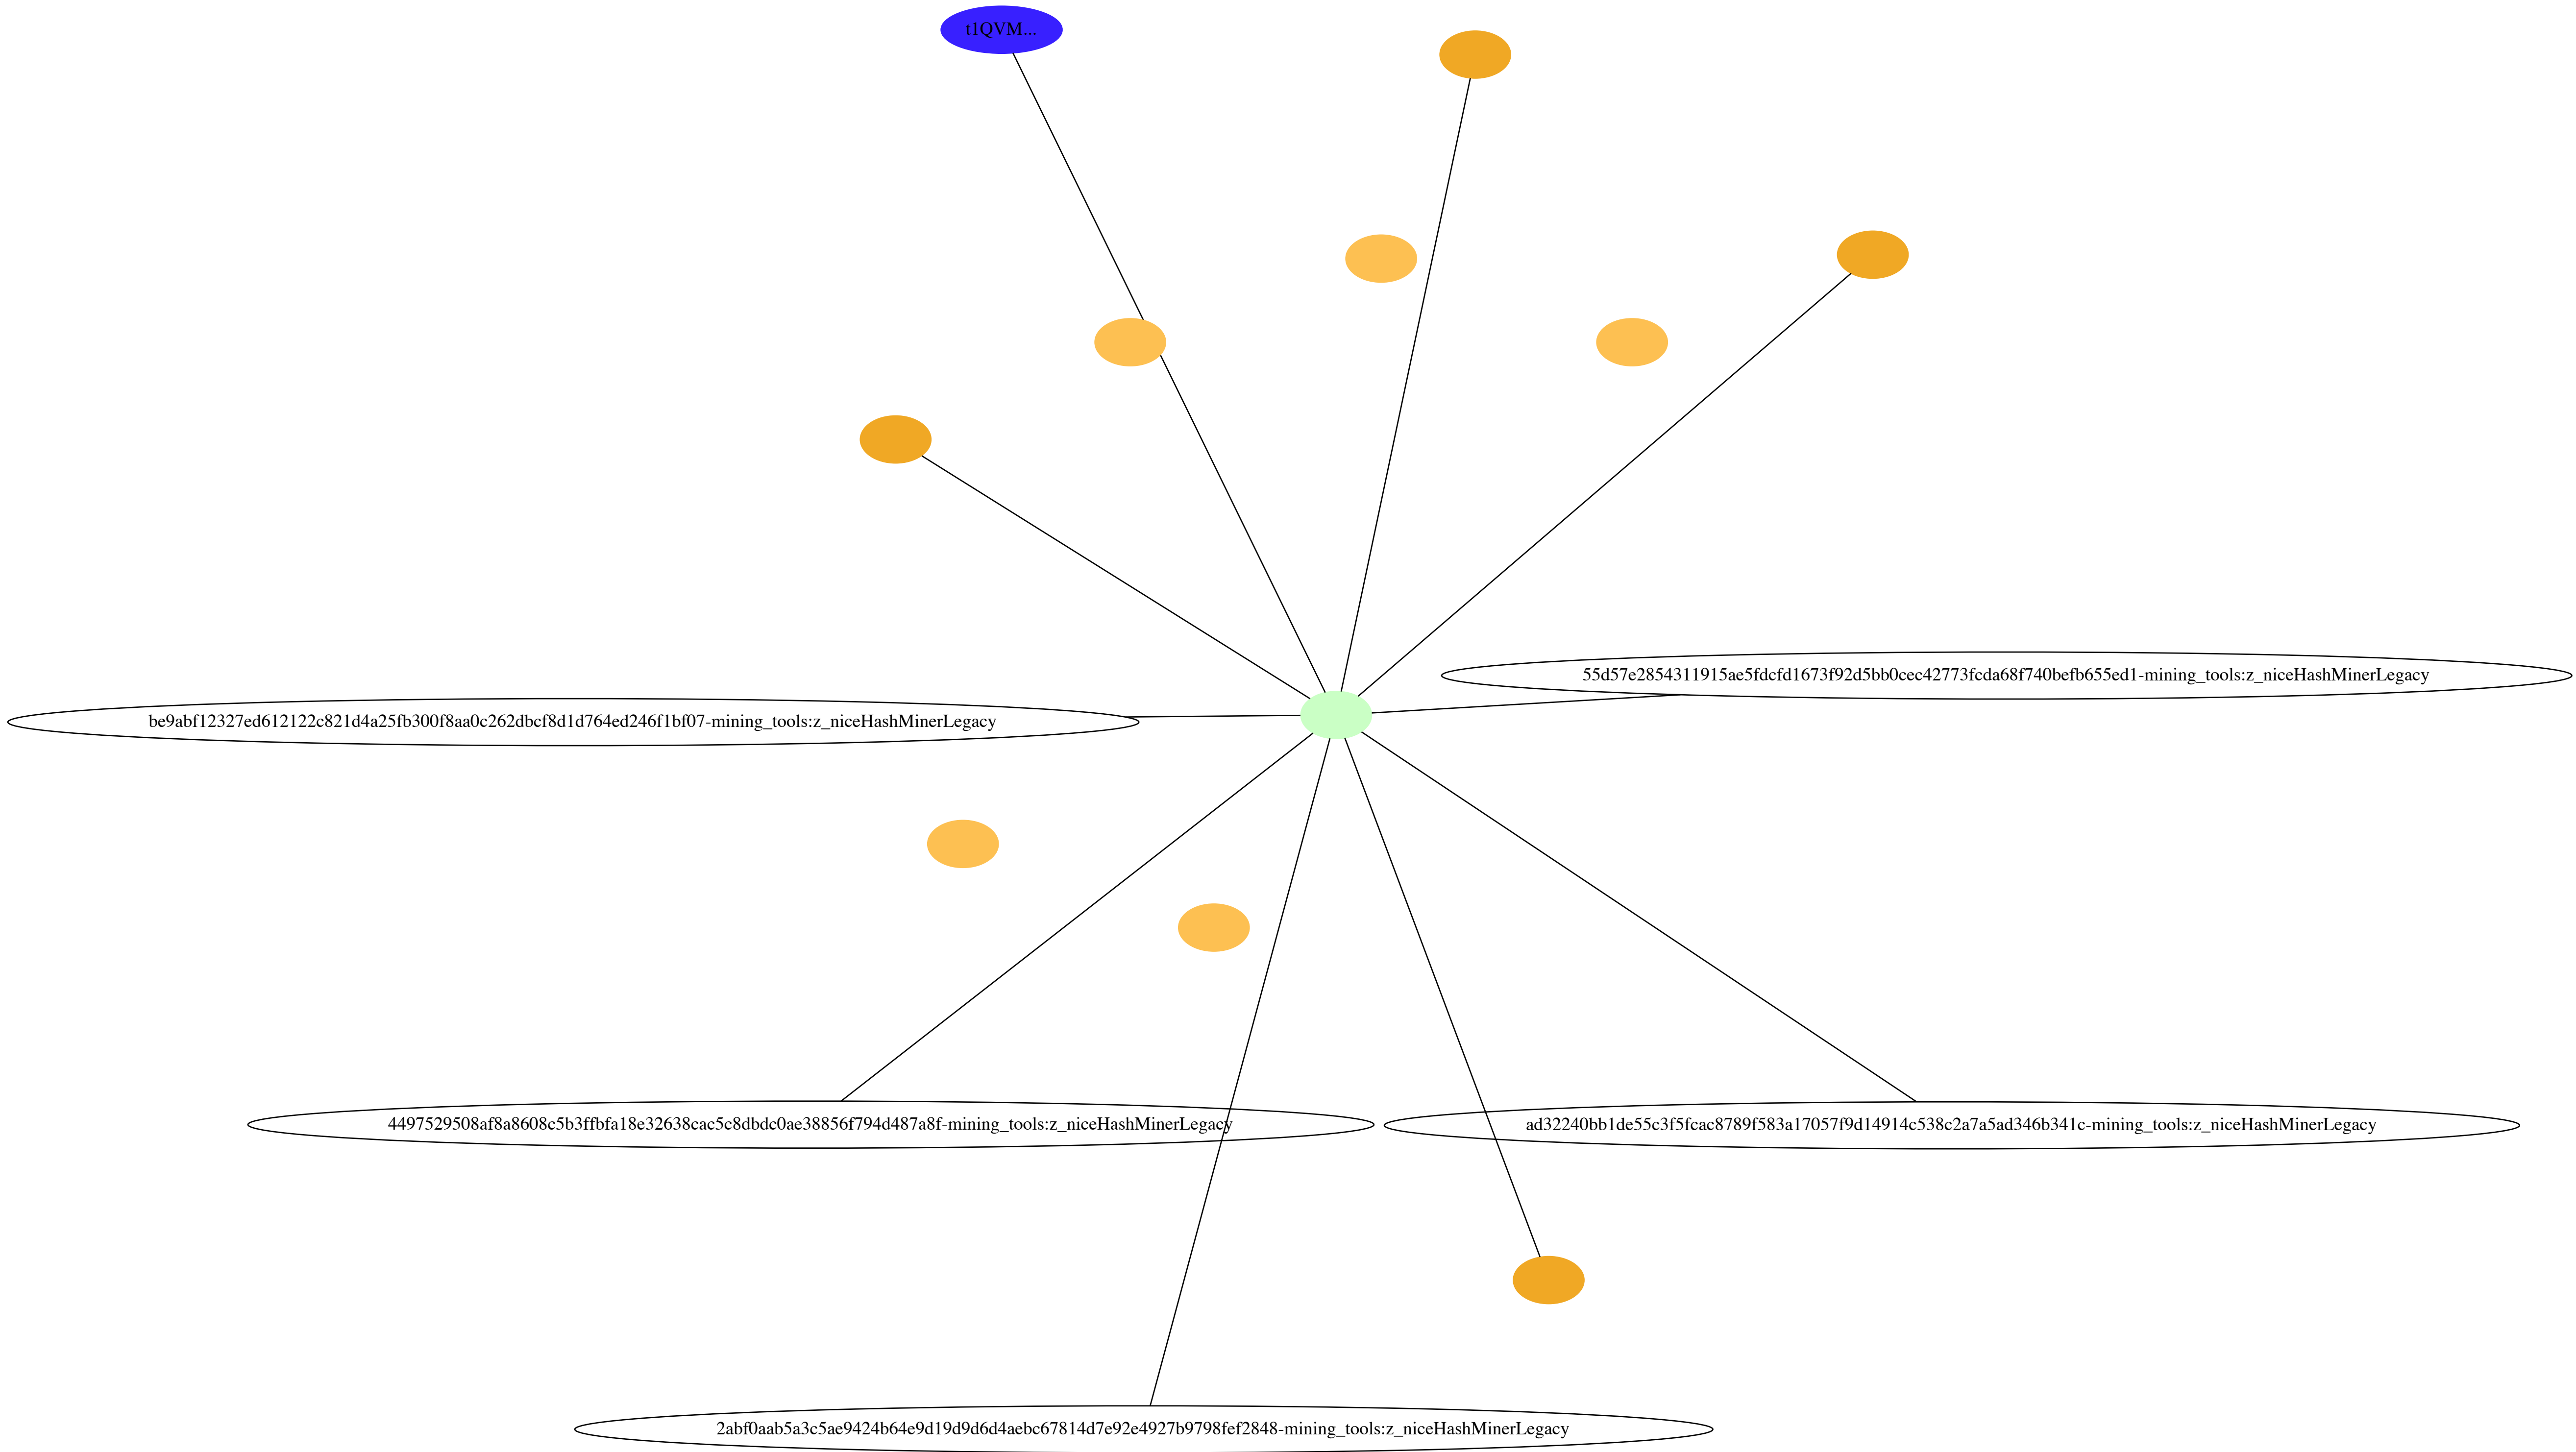 t1QVM...
55d57e2854311915ae5fdcfd1673f92d5bb0cec42773fcda68f740befb655ed1-mining_tools:z_niceHashMinerLegacy
be9abf12327ed612122c821d4a25fb300f8aa0c262dbcf8d1d764ed246f1bf07-mining_tools:z_niceHashMinerLegacy
4497529508af8a8608c5b3ffbfa18e32638cac5c8dbdc0ae38856f794d487a8f-mining_tools:z_niceHashMinerLegacy
ad32240bb1de55c3f5fcac8789f583a17057f9d14914c538c2a7a5ad346b341c-mining_tools:z_niceHashMinerLegacy
2abf0aab5a3c5ae9424b64e9d19d9d6d4aebc67814d7e92e4927b9798fef2848-mining_tools:z_niceHashMinerLegacy